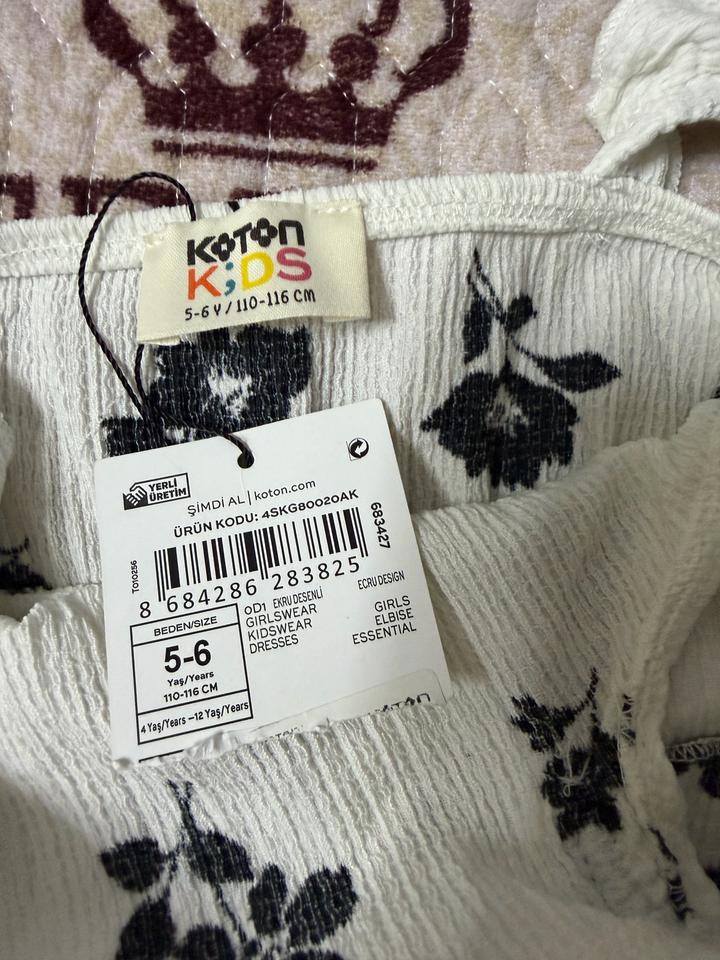 KOTON
KIDS
5-6 Y / 110-116 CM
YERLİ
ÜRETİM
ŞİMDİ AL | koton.com
ÜRÜN KODU: 4SKG80020AK
683427
T010256
8 684286 283825
BEDEN/SIZE
5-6
Yaş/Years
110-116 CM
4 Yaş/Years -12 Yaş/Years
0D1 EKRU DESENLİ
ECRU DESIGN
GIRLSWEAR
KIDSWEAR
DRESSES
GIRLS
ELBISE
ESSENTIAL